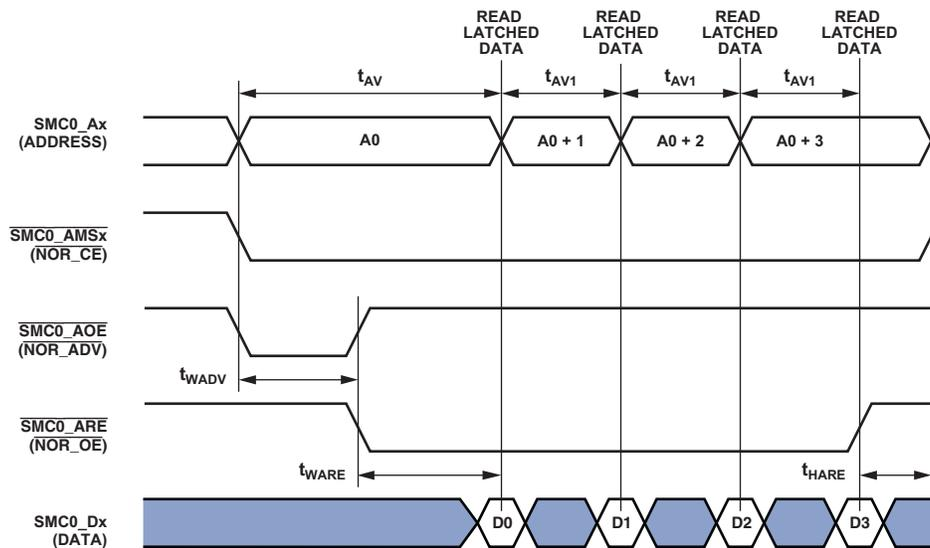 READ LATCHED DATA
READ LATCHED DATA
READ LATCHED DATA
READ LATCHED DATA
tAV
tAV1
tAV1
tAV1
SMC0_Ax
(ADDRESS)
A0
A0 + 1
A0 + 2
A0 + 3
SMC0_AMSx
(NOR_CE)
SMC0_AOE
(NOR_ADV)
tWADV
SMC0_ARE
(NOR_OE)
tWARE
tHARE
SMC0_Dx
(DATA)
D0
D1
D2
D3